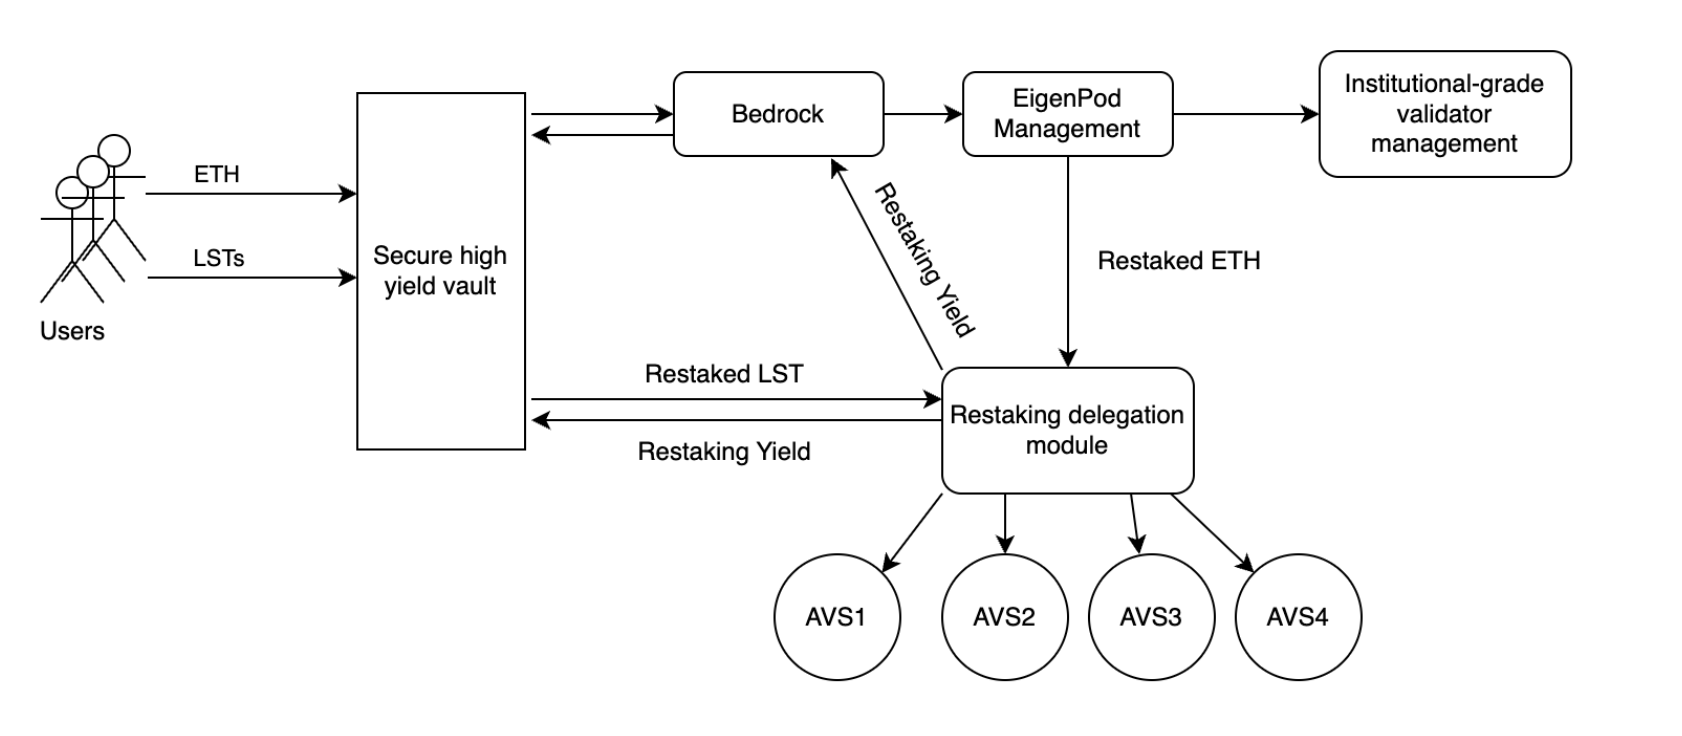 Institutional-grade
validator
management
EigenPod
Management
Bedrock
ETH
LSTs
Users
Secure high
yield vault
Restaking Yield
Restaked ETH
Restaked LST
Restaking Yield
Restaking delegation
module
AVS1
AVS2
AVS3
AVS4